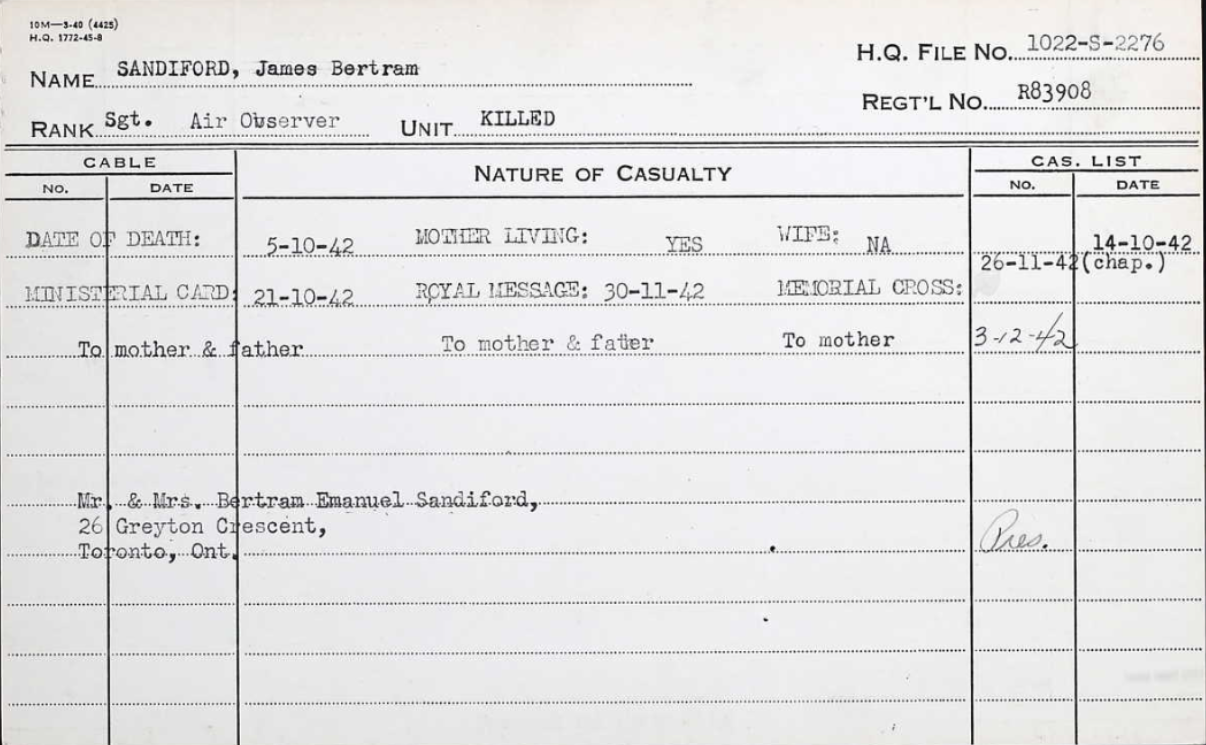 10M—3-40 (4425)
H.Q. 1772-45-8
H.Q. FILE NO. 1022-S-2276
NAME SANDIFORD, James Bertram
REGT'L NO. R83908
RANK Sgt. Air Observer UNIT KILLED
CABLE NATURE OF CASUALTY CAS. LIST
NO. DATE NO. DATE
DATE OF DEATH: 5-10-42 MOTHER LIVING: YES WIFE: NA 14-10-42
26-11-42(chap.)
MINISTERIAL CARD: 21-10-42 ROYAL MESSAGE: 30-11-42 MEMORIAL CROSS:
To mother & father To mother & father To mother 3-12-42
Mr. & Mrs. Bertram Emanuel Sandiford,
26 Greyton Crescent,
Toronto, Ont. Pres.